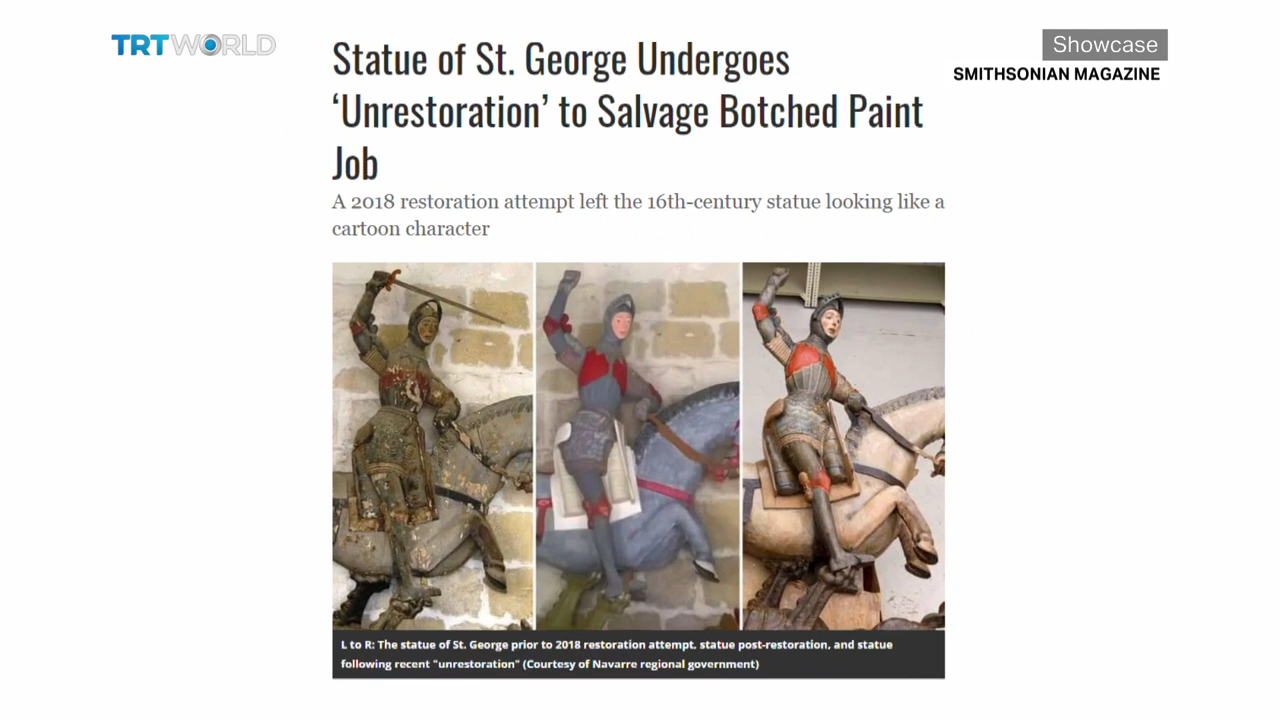 TRT WORLD
Showcase
SMITHSONIAN MAGAZINE
Statue of St. George Undergoes
‘Unrestoration’ to Salvage Botched Paint
Job
A 2018 restoration attempt left the 16th-century statue looking like a
cartoon character
L to R: The statue of St. George prior to 2018 restoration attempt, statue post-restoration, and statue
following recent "unrestoration" (Courtesy of Navarre regional government)